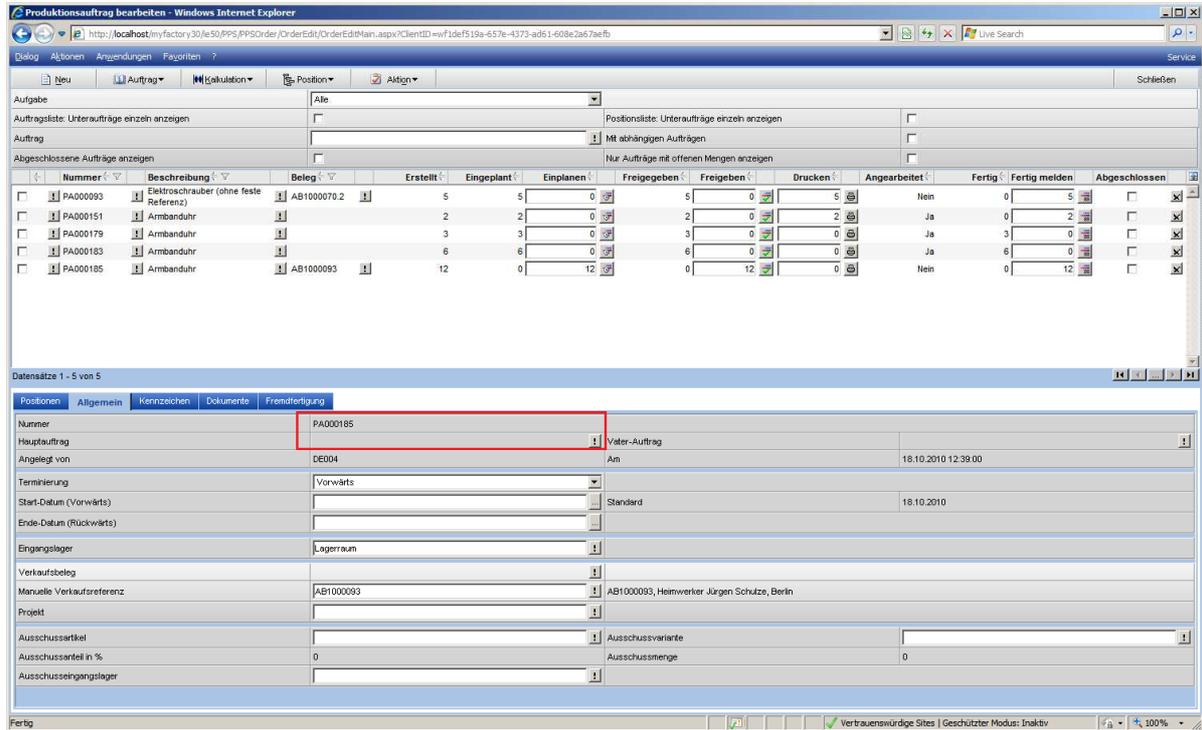 Produktionsauftrag bearbeiten - Windows Internet Explorer
http://localhost/myfactory30/ie50/PPS/PPSOrder/OrderEdit/OrderEditMain.aspx?ClientID=wf1def519a-657e-4373-ad61-608e2a67aefb Live Search
Dialog Aktionen Anwendungen Favoriten ? Service
Neu Auftrag Kalkulation Position Aktion Schließen
Aufgabe Alle
Auftragsliste: Unteraufträge einzeln anzeigen Positionsliste: Unteraufträge einzeln anzeigen
Auftrag ! Mit abhängigen Aufträgen
Abgeschlossene Aufträge anzeigen Nur Aufträge mit offenen Mengen anzeigen
Nummer Beschreibung Beleg Erstellt Eingeplant Einplanen Freigegeben Freigeben Drucken Angearbeitet Fertig Fertig melden Abgeschlossen
! PA000093 ! Elektroschrauber (ohne feste Referenz) ! AB1000070.2 ! 5 5 0 5 0 5 Nein 0 5
! PA000151 ! Armbanduhr ! 2 2 0 2 0 2 Ja 0 2
! PA000179 ! Armbanduhr ! 3 3 0 3 0 0 Ja 3 0
! PA000183 ! Armbanduhr ! 6 6 0 6 0 0 Ja 6 0
! PA000185 ! Armbanduhr ! AB1000093 ! 12 0 12 0 12 0 Nein 0 12
Datensätze 1 - 5 von 5
Positionen Allgemein Kennzeichen Dokumente Fremdfertigung
Nummer PA000185
Hauptauftrag ! Vater-Auftrag !
Angelegt von DE004 Am 18.10.2010 12:39:00
Terminierung Vorwärts
Start-Datum (Vorwärts) ... Standard 18.10.2010
Ende-Datum (Rückwärts) ...
Eingangslager Lagerraum !
Verkaufsbeleg !
Manuelle Verkaufsreferenz AB1000093 ! AB1000093, Heimwerker Jürgen Schulze, Berlin
Projekt !
Ausschussartikel ! Ausschussvariante !
Ausschussanteil in % 0 Ausschussmenge 0
Ausschusseingangslager !
Fertig Vertrauenswürdige Sites | Geschützter Modus: Inaktiv 100%